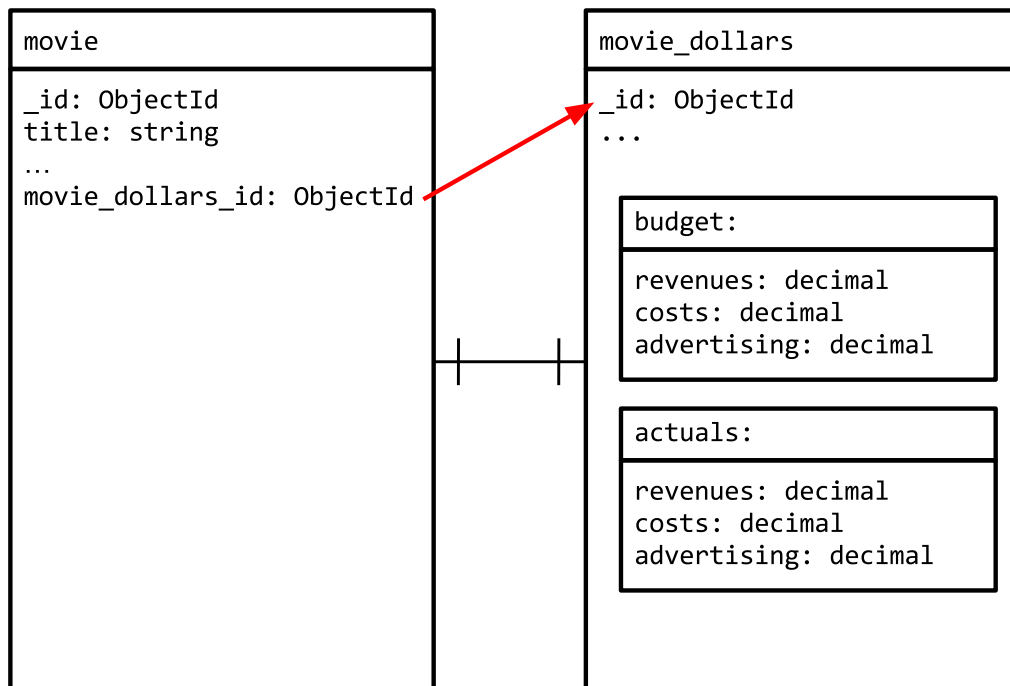 movie
_id: ObjectId
title: string
…
movie_dollars_id: ObjectId
movie_dollars
_id: ObjectId
...
budget:
revenues: decimal
costs: decimal
advertising: decimal
actuals:
revenues: decimal
costs: decimal
advertising: decimal